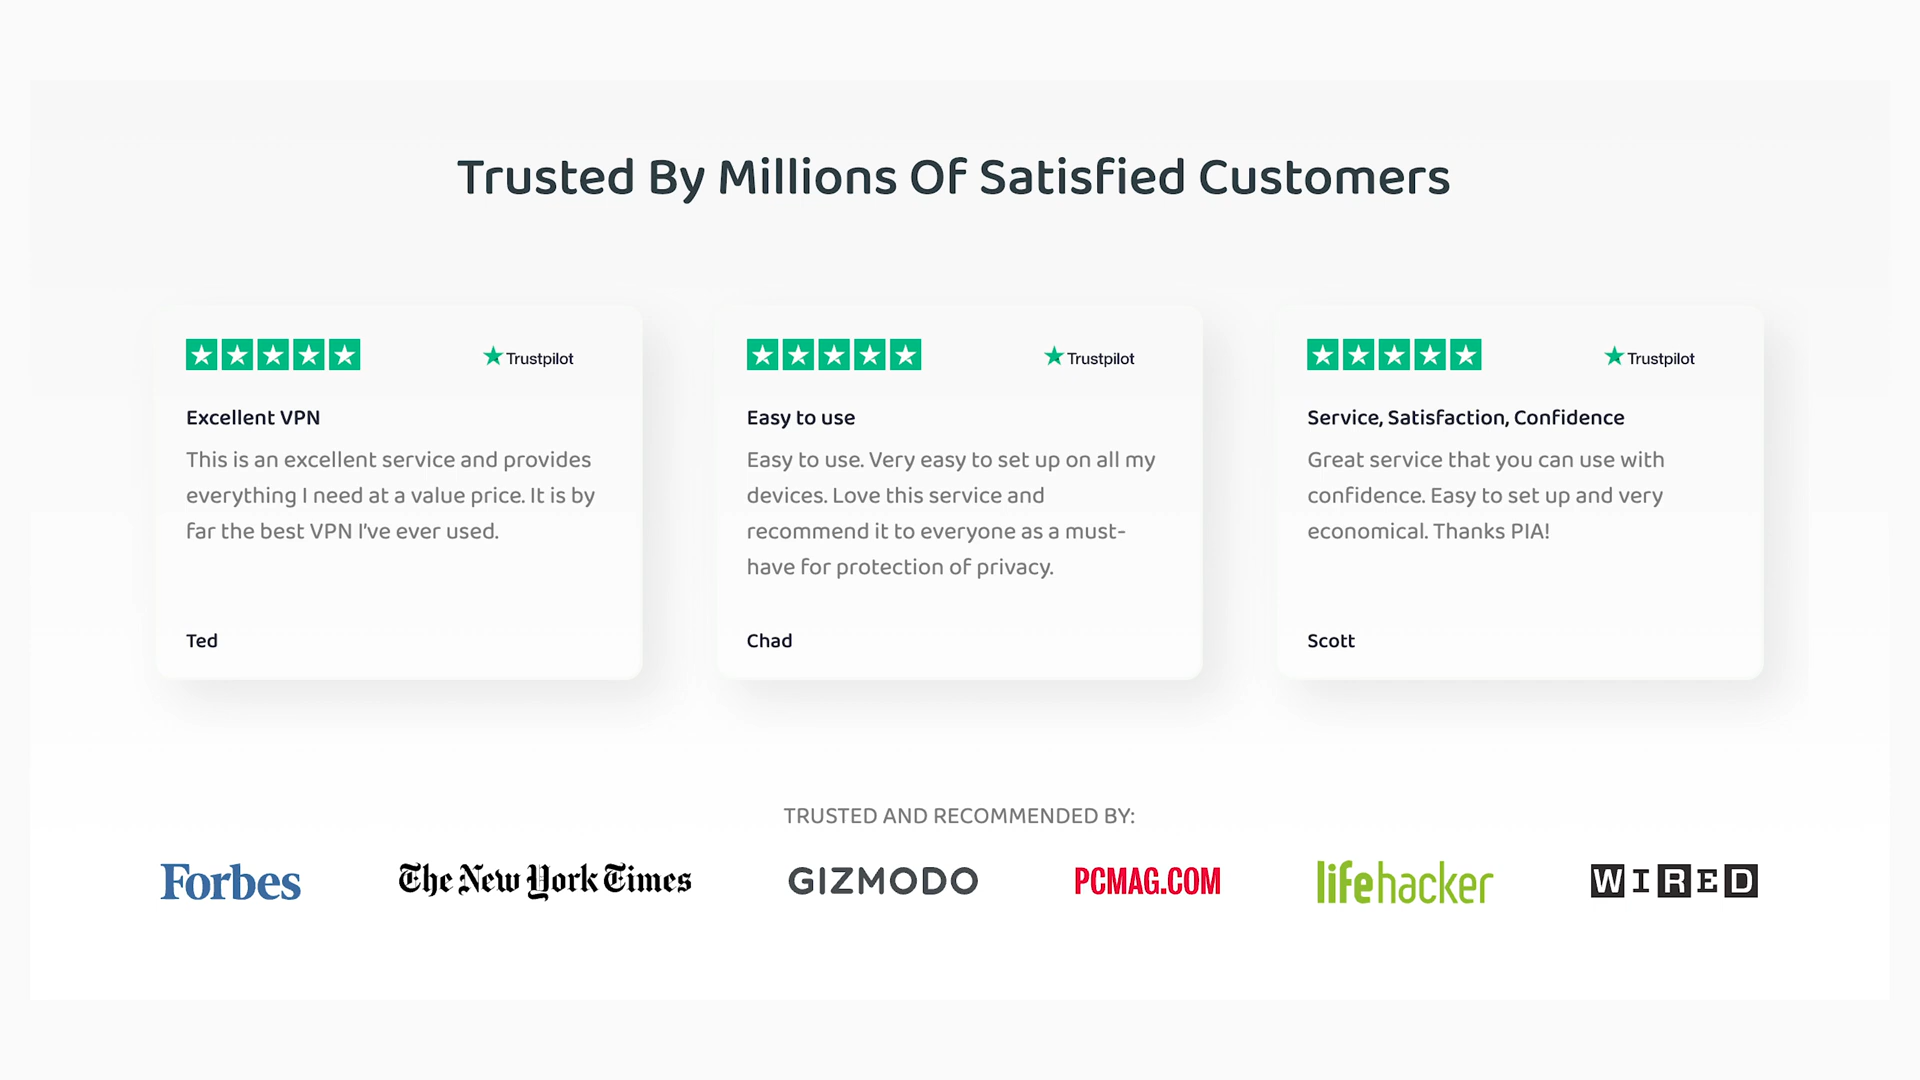 Trusted By Millions Of Satisfied Customers
Trustpilot
Excellent VPN
This is an excellent service and provides
everything I need at a value price. It is by
far the best VPN I've ever used.
Ted
Trustpilot
Easy to use
Easy to use. Very easy to set up on all my
devices. Love this service and
recommend it to everyone as a must-
have for protection of privacy.
Chad
Trustpilot
Service, Satisfaction, Confidence
Great service that you can use with
confidence. Easy to set up and very
economical. Thanks PIA!
Scott
TRUSTED AND RECOMMENDED BY:
Forbes
The New York Times
GIZMODO
PCMAG.COM
lifehacker
WIRED